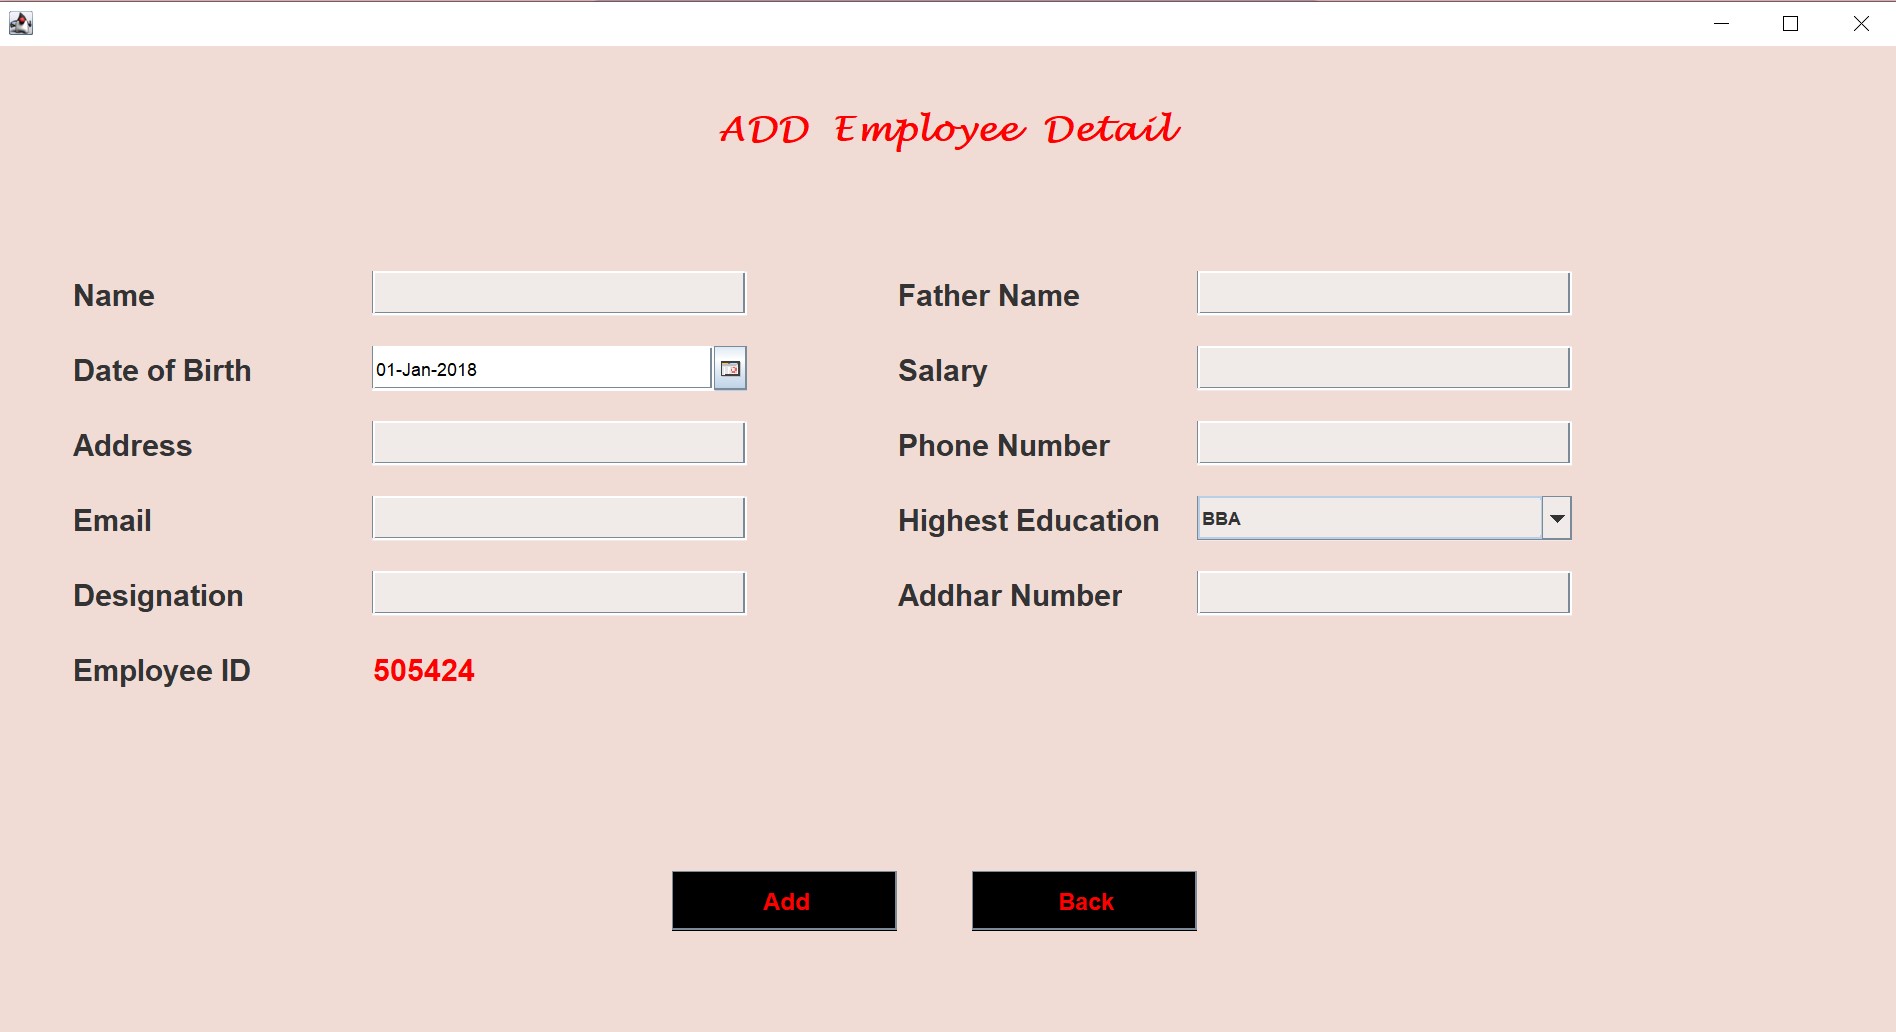 ADD Employee Detail
Name
Father Name
Date of Birth 01-Jan-2018
Salary
Address
Phone Number
Email
Highest Education BBA
Designation
Addhar Number
Employee ID 505424
Add
Back